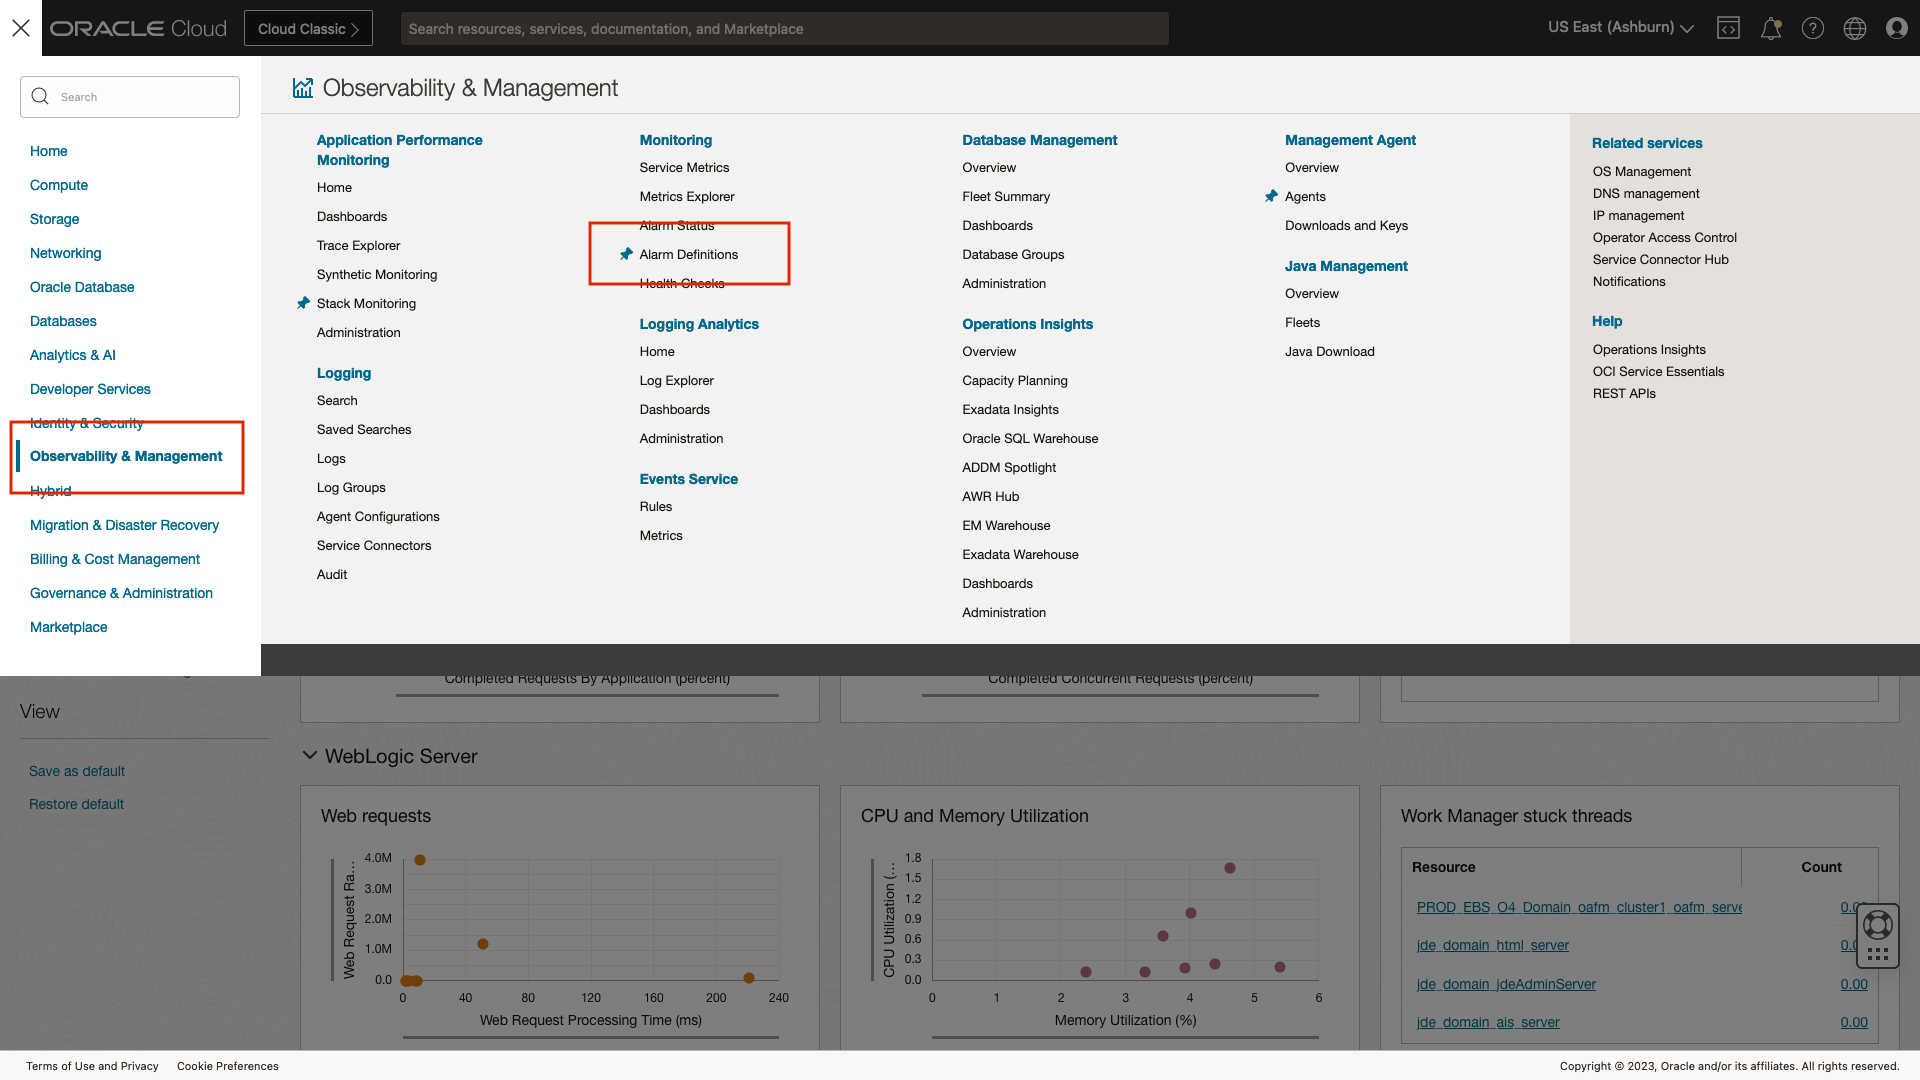 ORACLE Cloud
Cloud Classic
Search resources, services, documentation, and Marketplace
US East (Ashburn)
Search
Home
Compute
Storage
Networking
Oracle Database
Databases
Analytics & AI
Developer Services
Identity & Security
Observability & Management
Hybrid
Migration & Disaster Recovery
Billing & Cost Management
Governance & Administration
Marketplace
Observability & Management
Application Performance
Monitoring
Home
Dashboards
Trace Explorer
Synthetic Monitoring
Stack Monitoring
Administration
Logging
Search
Saved Searches
Logs
Log Groups
Agent Configurations
Service Connectors
Audit
Monitoring
Service Metrics
Metrics Explorer
Alarm Status
Alarm Definitions
Health Checks
Logging Analytics
Home
Log Explorer
Dashboards
Administration
Events Service
Rules
Metrics
Database Management
Overview
Fleet Summary
Dashboards
Database Groups
Administration
Operations Insights
Overview
Capacity Planning
Exadata Insights
Oracle SQL Warehouse
ADDM Spotlight
AWR Hub
EM Warehouse
Exadata Warehouse
Dashboards
Administration
Management Agent
Overview
Agents
Downloads and Keys
Java Management
Overview
Fleets
Java Download
Related services
OS Management
DNS management
IP management
Operator Access Control
Service Connector Hub
Notifications
Help
Operations Insights
OCI Service Essentials
REST APIs
View
Save as default
Restore default
Completed Requests By Application (percent)
Completed Concurrent Requests (percent)
WebLogic Server
Web requests
Web Request Ra...
4.0M
3.0M
2.0M
1.0M
0.0
0 40 80 120 160 200 240
Web Request Processing Time (ms)
CPU and Memory Utilization
CPU Utilization (...
1.8
1.5
1.2
0.9
0.6
0.3
0.0
0 1 2 3 4 5 6
Memory Utilization (%)
Work Manager stuck threads
Resource Count
PROD_EBS_O4_Domain_oafm_cluster1_oafm_serve 0.00
jde_domain_html_server 0.0
jde_domain_jdeAdminServer 0.00
jde_domain_ais_server 0.00
Terms of Use and Privacy Cookie Preferences
Copyright © 2023, Oracle and/or its affiliates. All rights reserved.